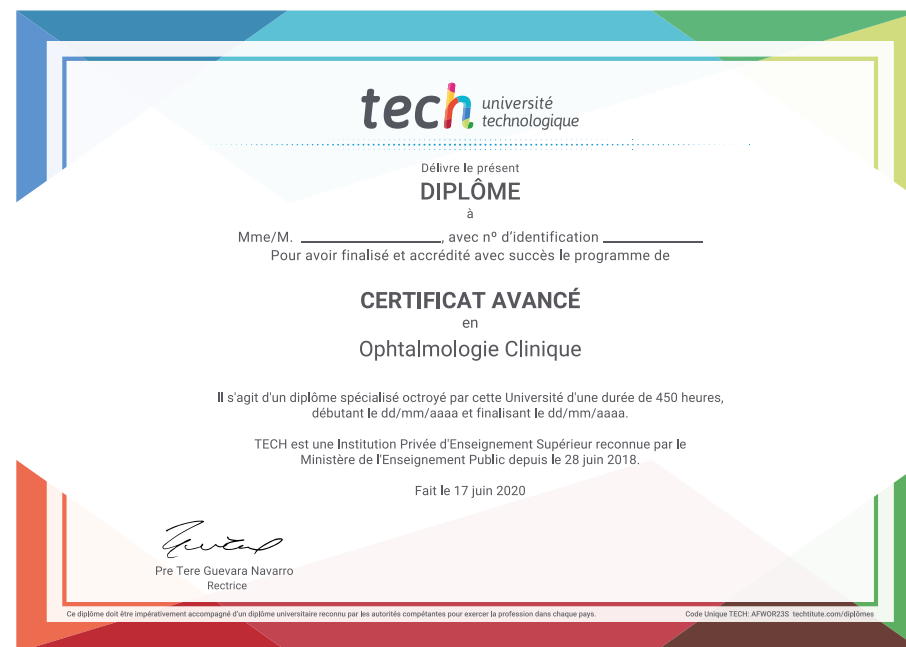 tech université
technologique
Délivre le présent
DIPLÔME
à
Mme/M. ____________________, avec nº d'identification ______________
Pour avoir finalisé et accrédité avec succès le programme de
CERTIFICAT AVANCÉ
en
Ophtalmologie Clinique
Il s'agit d'un diplôme spécialisé octroyé par cette Université d'une durée de 450 heures,
débutant le dd/mm/aaaa et finalisant le dd/mm/aaaa.
TECH est une Institution Privée d'Enseignement Supérieur reconnue par le
Ministère de l'Enseignement Public depuis le 28 juin 2018.
Fait le 17 juin 2020
Pre Tere Guevara Navarro
Rectrice
Ce diplôme doit être impérativement accompagné d'un diplôme universitaire reconnu par les autorités compétantes pour exercer la profession dans chaque pays.
Code Unique TECH: AFWOR23S techtitute.com/diplômes